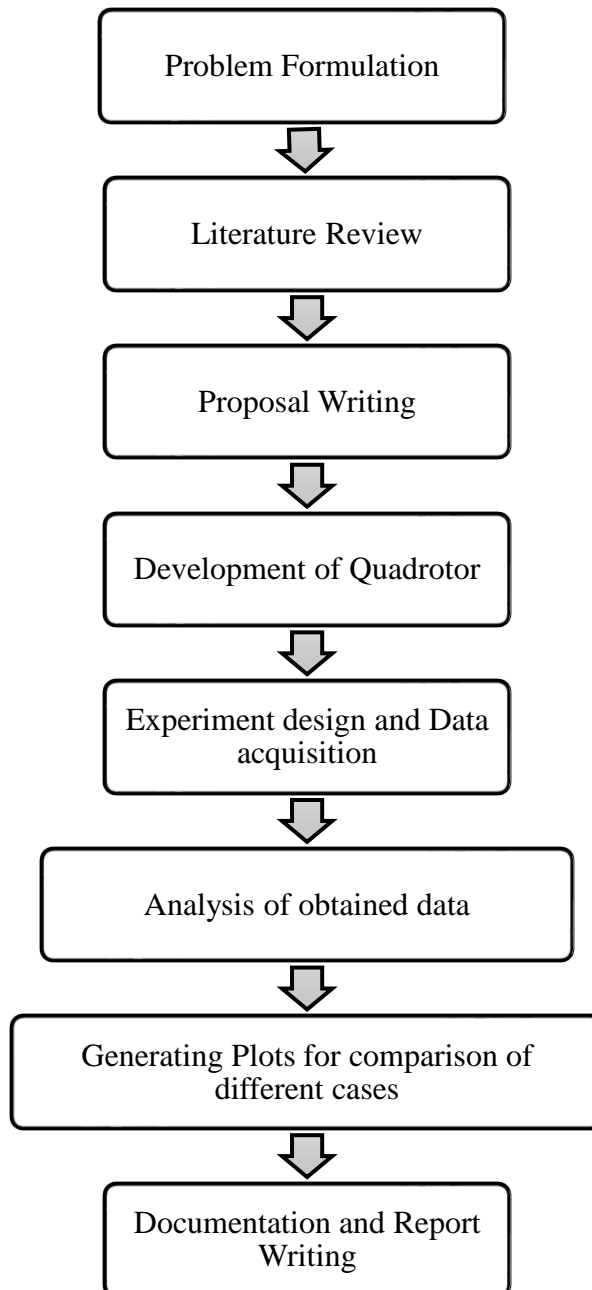 Problem Formulation
Literature Review
Proposal Writing
Development of Quadrotor
Experiment design and Data
acquisition
Analysis of obtained data
Generating Plots for comparison of
different cases
Documentation and Report
Writing